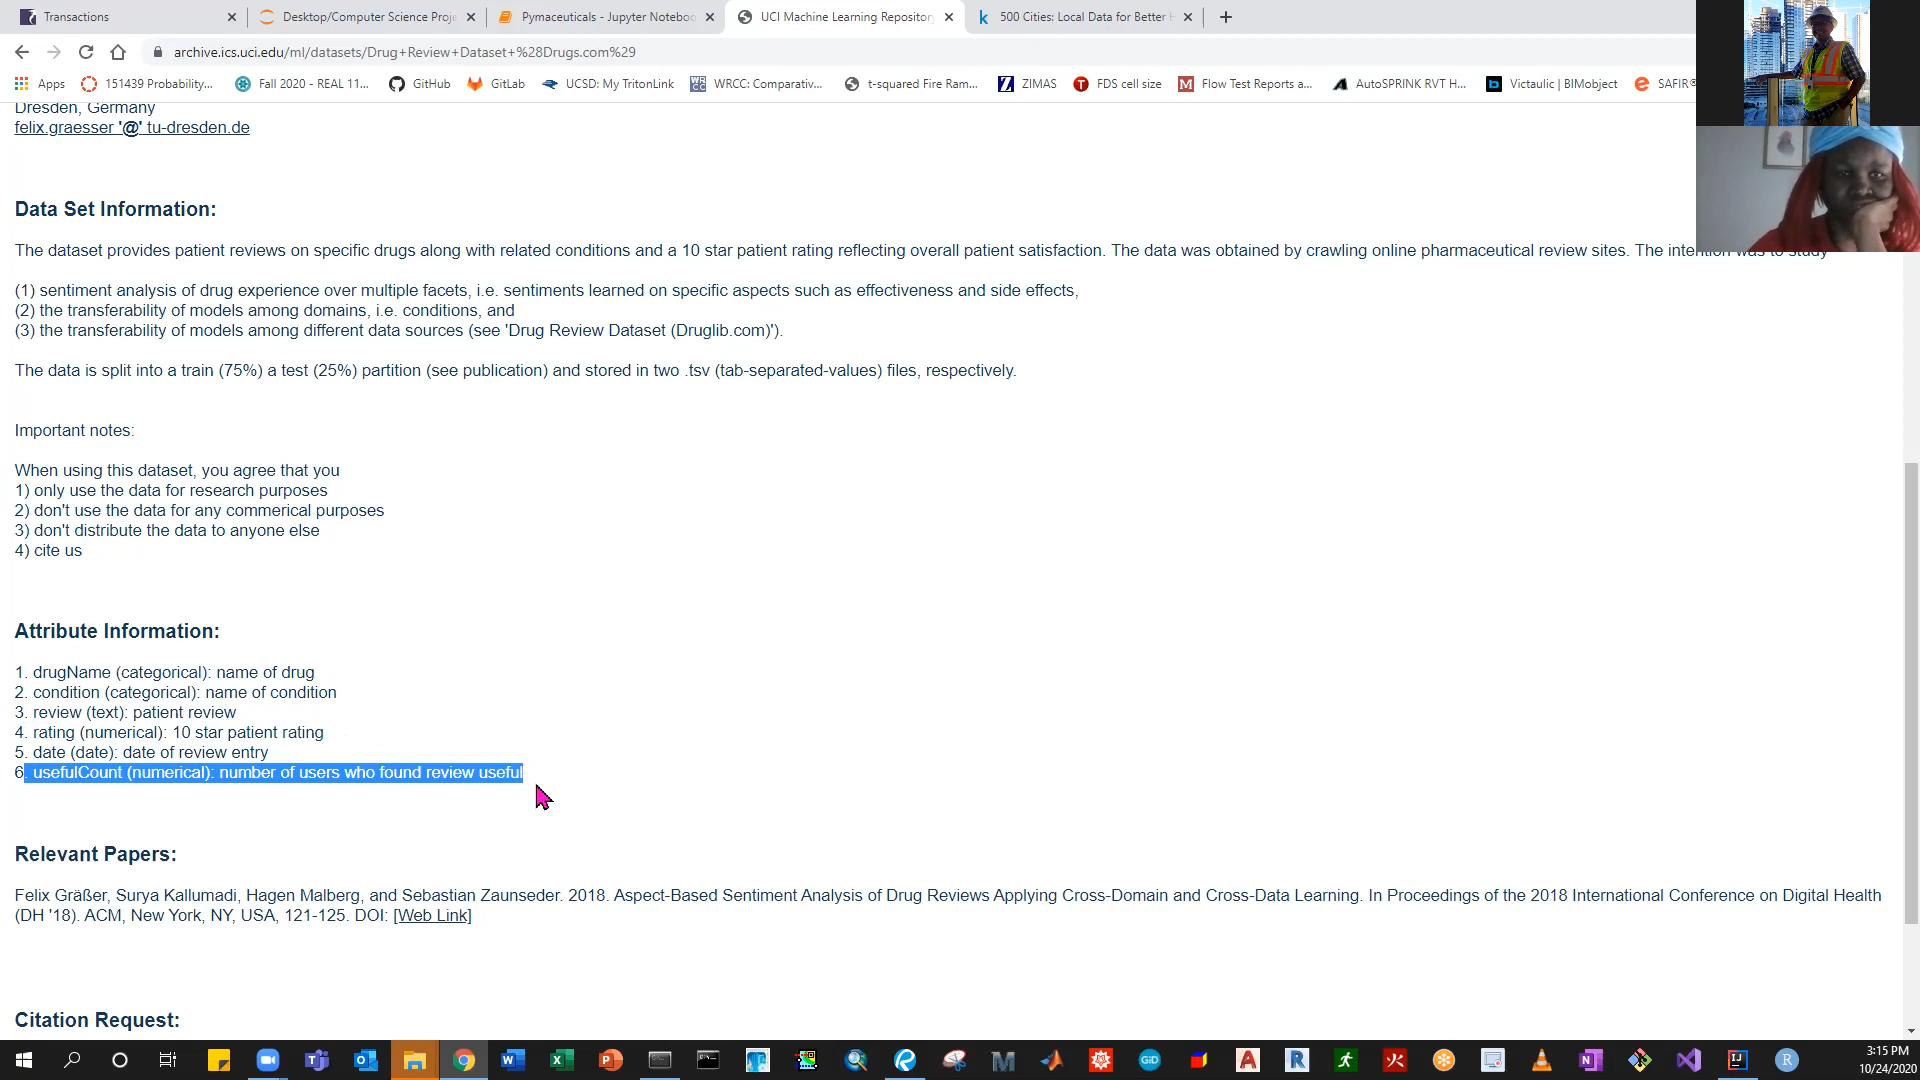 Transactions
Desktop/Computer Science Proje
Pymaceuticals - Jupyter Noteboo
UCI Machine Learning Repository
500 Cities: Local Data for Better H
archive.ics.uci.edu/ml/datasets/Drug+Review+Dataset+%28Drugs.com%29
Apps
151439 Probability...
Fall 2020 - REAL 11...
GitHub
GitLab
UCSD: My TritonLink
WRCC: Comparativ...
t-squared Fire Ram...
ZIMAS
FDS cell size
Flow Test Reports a...
AutoSPRINK RVT H...
Victaulic | BIMobject
SAFIR®
Dresden, Germany
felix.graesser '@' tu-dresden.de
Data Set Information:
The dataset provides patient reviews on specific drugs along with related conditions and a 10 star patient rating reflecting overall patient satisfaction. The data was obtained by crawling online pharmaceutical review sites. The intention was to study
(1) sentiment analysis of drug experience over multiple facets, i.e. sentiments learned on specific aspects such as effectiveness and side effects,
(2) the transferability of models among domains, i.e. conditions, and
(3) the transferability of models among different data sources (see 'Drug Review Dataset (Druglib.com)').
The data is split into a train (75%) a test (25%) partition (see publication) and stored in two .tsv (tab-separated-values) files, respectively.
Important notes:
When using this dataset, you agree that you
1) only use the data for research purposes
2) don't use the data for any commerical purposes
3) don't distribute the data to anyone else
4) cite us
Attribute Information:
1. drugName (categorical): name of drug
2. condition (categorical): name of condition
3. review (text): patient review
4. rating (numerical): 10 star patient rating
5. date (date): date of review entry
6. usefulCount (numerical): number of users who found review useful
Relevant Papers:
Felix Gräßer, Surya Kallumadi, Hagen Malberg, and Sebastian Zaunseder. 2018. Aspect-Based Sentiment Analysis of Drug Reviews Applying Cross-Domain and Cross-Data Learning. In Proceedings of the 2018 International Conference on Digital Health
(DH '18). ACM, New York, NY, USA, 121-125. DOI: [Web Link]
Citation Request:
3:15 PM
10/24/2020